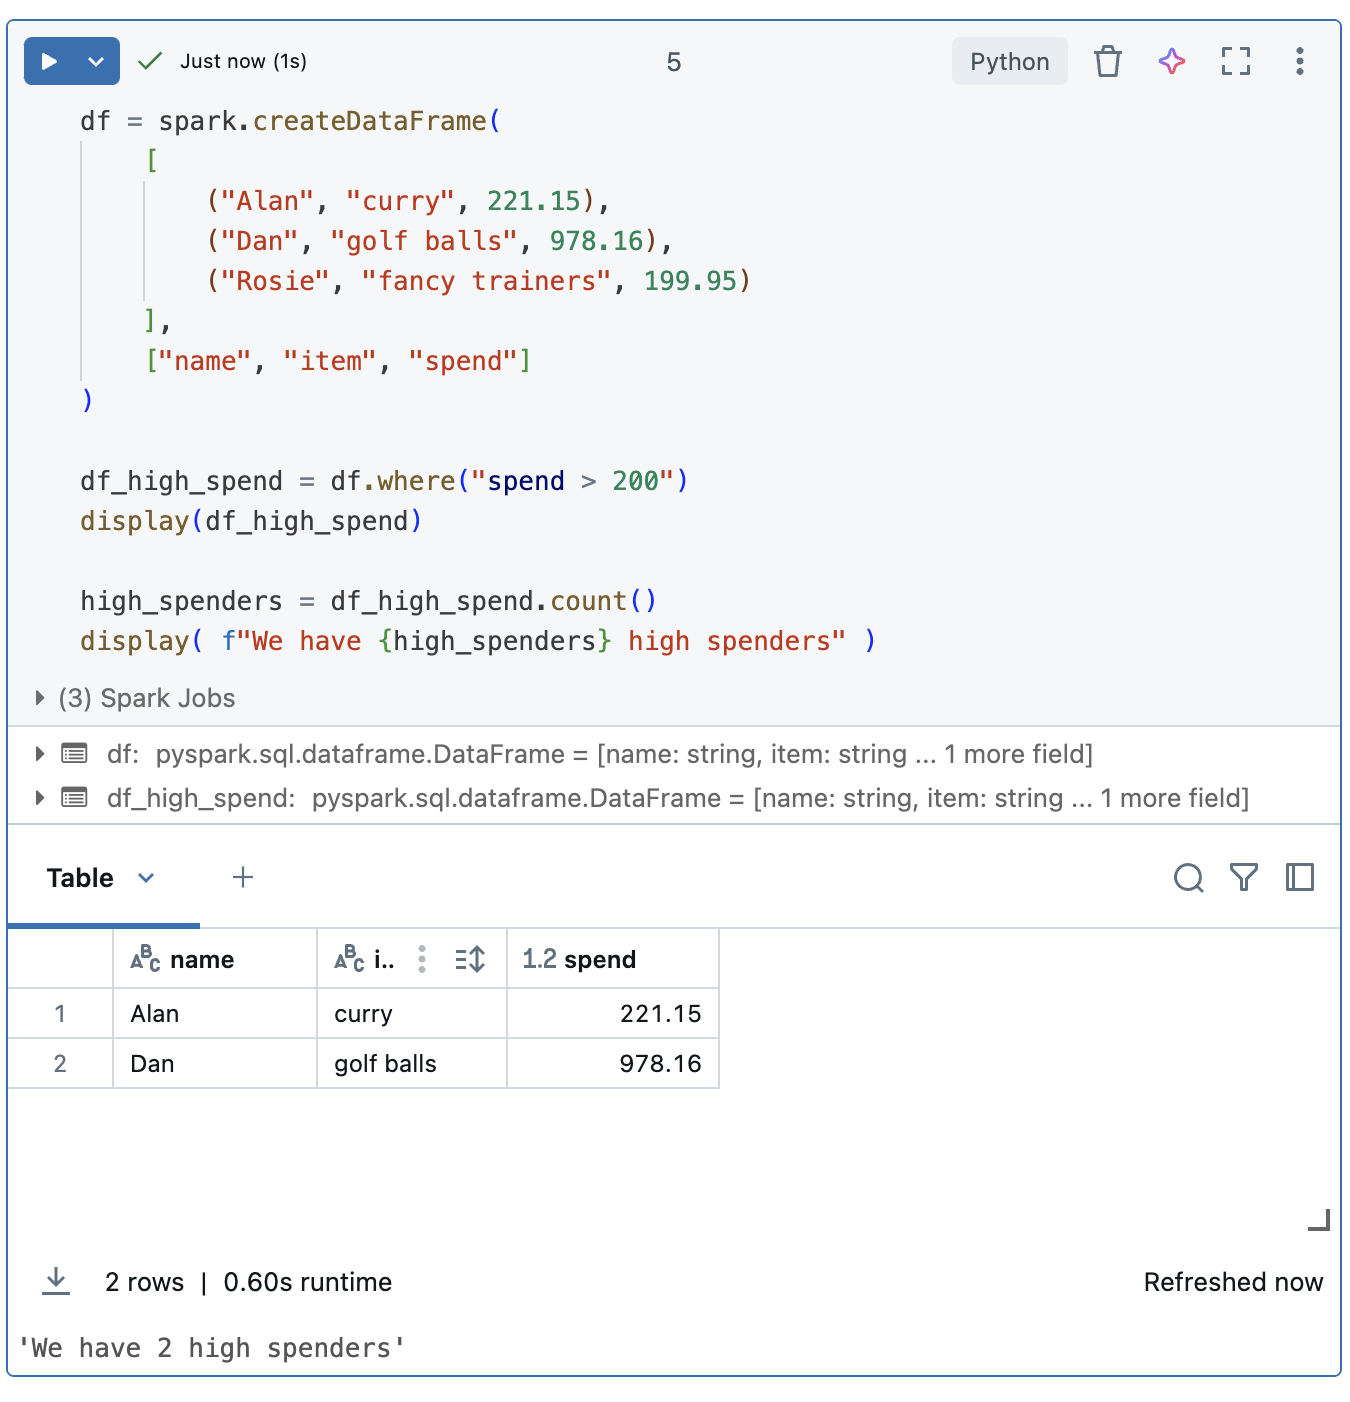 Just now (1s)
5
Python
df = spark.createDataFrame(
    [
        ("Alan", "curry", 221.15),
        ("Dan", "golf balls", 978.16),
        ("Rosie", "fancy trainers", 199.95)
    ],
    ["name", "item", "spend"]
)

df_high_spend = df.where("spend > 200")
display(df_high_spend)

high_spenders = df_high_spend.count()
display( f"We have {high_spenders} high spenders" )
(3) Spark Jobs
df: pyspark.sql.dataframe.DataFrame = [name: string, item: string ... 1 more field]
df_high_spend: pyspark.sql.dataframe.DataFrame = [name: string, item: string ... 1 more field]
Table +
ABC name ABC i.. 1.2 spend
1 Alan curry 221.15
2 Dan golf balls 978.16
2 rows | 0.60s runtime
Refreshed now
'We have 2 high spenders'